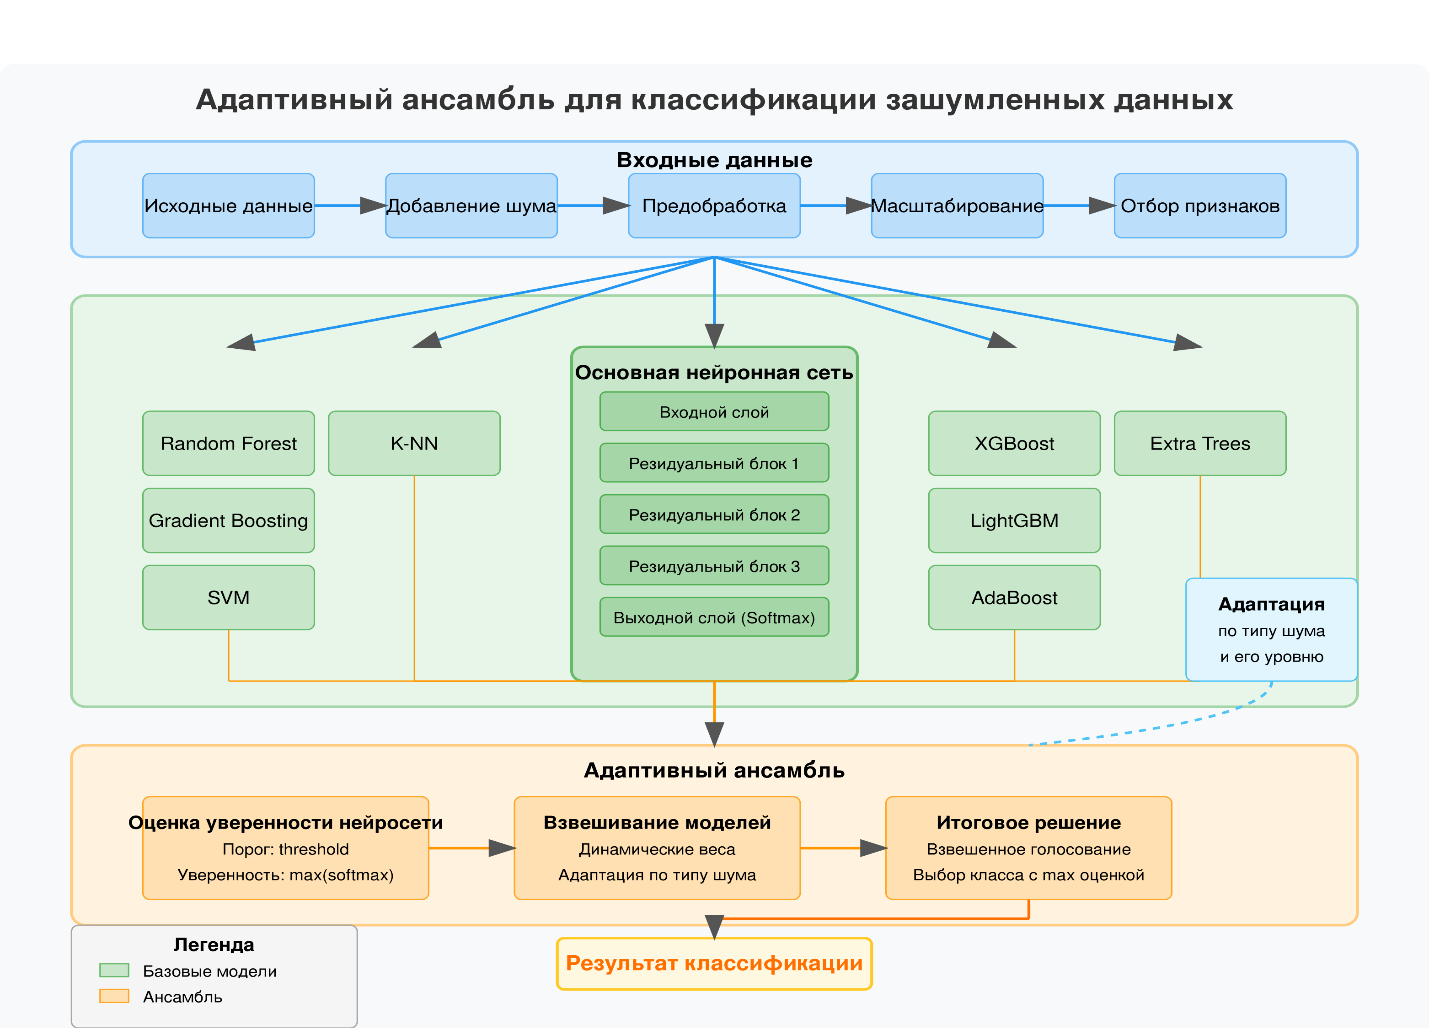 Адаптивный ансамбль для классификации зашумленных данных
Входные данные
Исходные данные
Добавление шума
Предобработка
Масштабирование
Отбор признаков
Основная нейронная сеть
Входной слой
Резидуальный блок 1
Резидуальный блок 2
Резидуальный блок 3
Выходной слой (Softmax)
Random Forest
K-NN
Gradient Boosting
SVM
XGBoost
Extra Trees
LightGBM
AdaBoost
Адаптация
по типу шума
и его уровню
Адаптивный ансамбль
Оценка уверенности нейросети
Порог: threshold
Уверенность: max(softmax)
Взвешивание моделей
Динамические веса
Адаптация по типу шума
Итоговое решение
Взвешенное голосование
Выбор класса с max оценкой
Результат классификации
Легенда
Базовые модели
Ансамбль